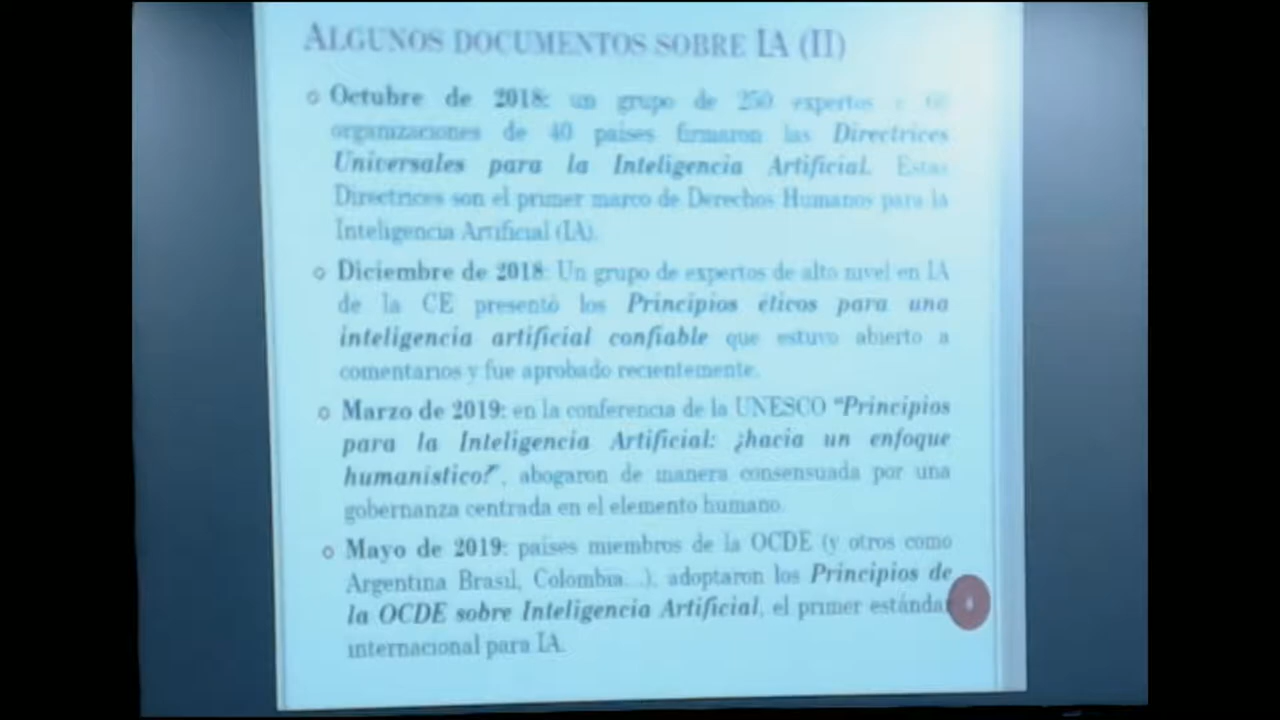 ALGUNOS DOCUMENTOS SOBRE IA (II)
Octubre de 2018: un grupo de 250 expertos
organizaciones de 40 países firmaron las Directrices
Universales para la Inteligencia Artificial. Estas
Directrices son el primer marco de Derechos Humanos para la
Inteligencia Artificial (IA).
Diciembre de 2018: Un grupo de expertos de alto nivel en IA
de la CE presentó los Principios éticos para una
inteligencia artificial confiable que estuvo abierto a
comentarios y fue aprobado recientemente.
Marzo de 2019: en la conferencia de la UNESCO "Principios
para la Inteligencia Artificial: ¿hacia un enfoque
humanístico?", abogaron de manera consensuada por una
gobernanza centrada en el elemento humano.
Mayo de 2019: países miembros de la OCDE (y otros como
Argentina Brasil, Colombia...), adoptaron los Principios de
la OCDE sobre Inteligencia Artificial, el primer estándar
internacional para IA.